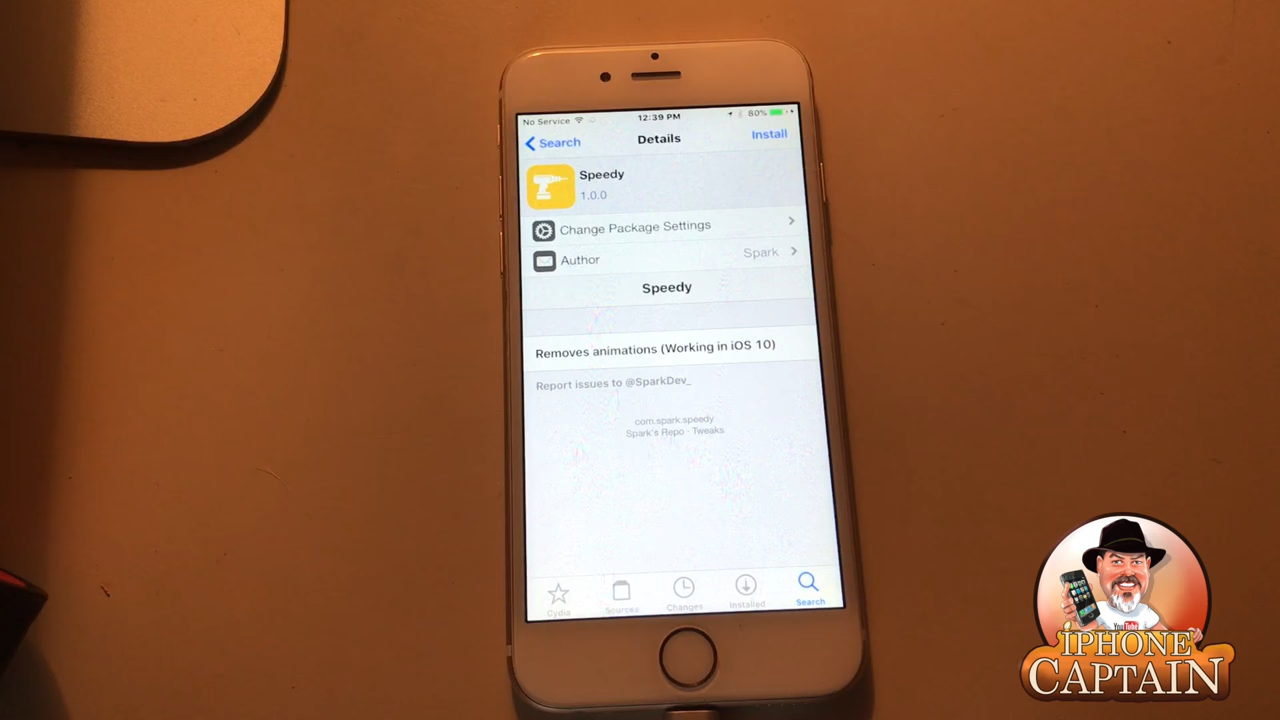 No Service 12:39 PM 80%
Search Details Install
Speedy
1.0.0
Change Package Settings
Author Spark
Speedy
Removes animations (Working in iOS 10)
Report issues to @SparkDev_
com.spark.speedy
Spark's Repo · Tweaks
Cydia Sources Changes Installed Search
YouTube
iPHONE
CAPTAIN